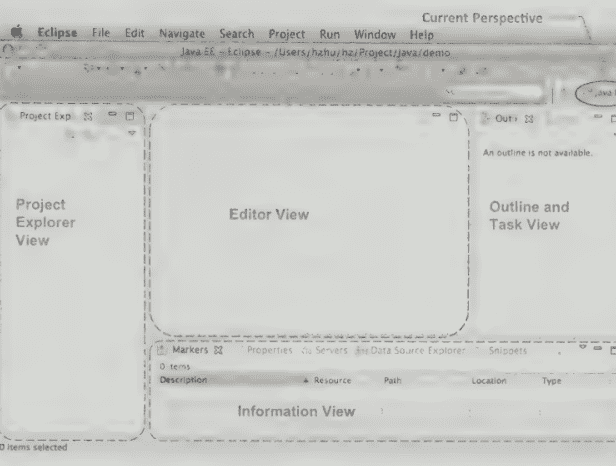 Current Perspective
Eclipse File Edit Navigate Search Project Run Window Help
Java EE - Eclipse - /Users/hzhu/hz/Project/java/demo
Java
Project Exp
Outli
An outline is not available.
Project
Explorer
View
Editor View
Outline and
Task View
Markers Properties Servers Data Source Explorer Snippets
0 items
Description Resource Path Location Type
Information View
0 items selected